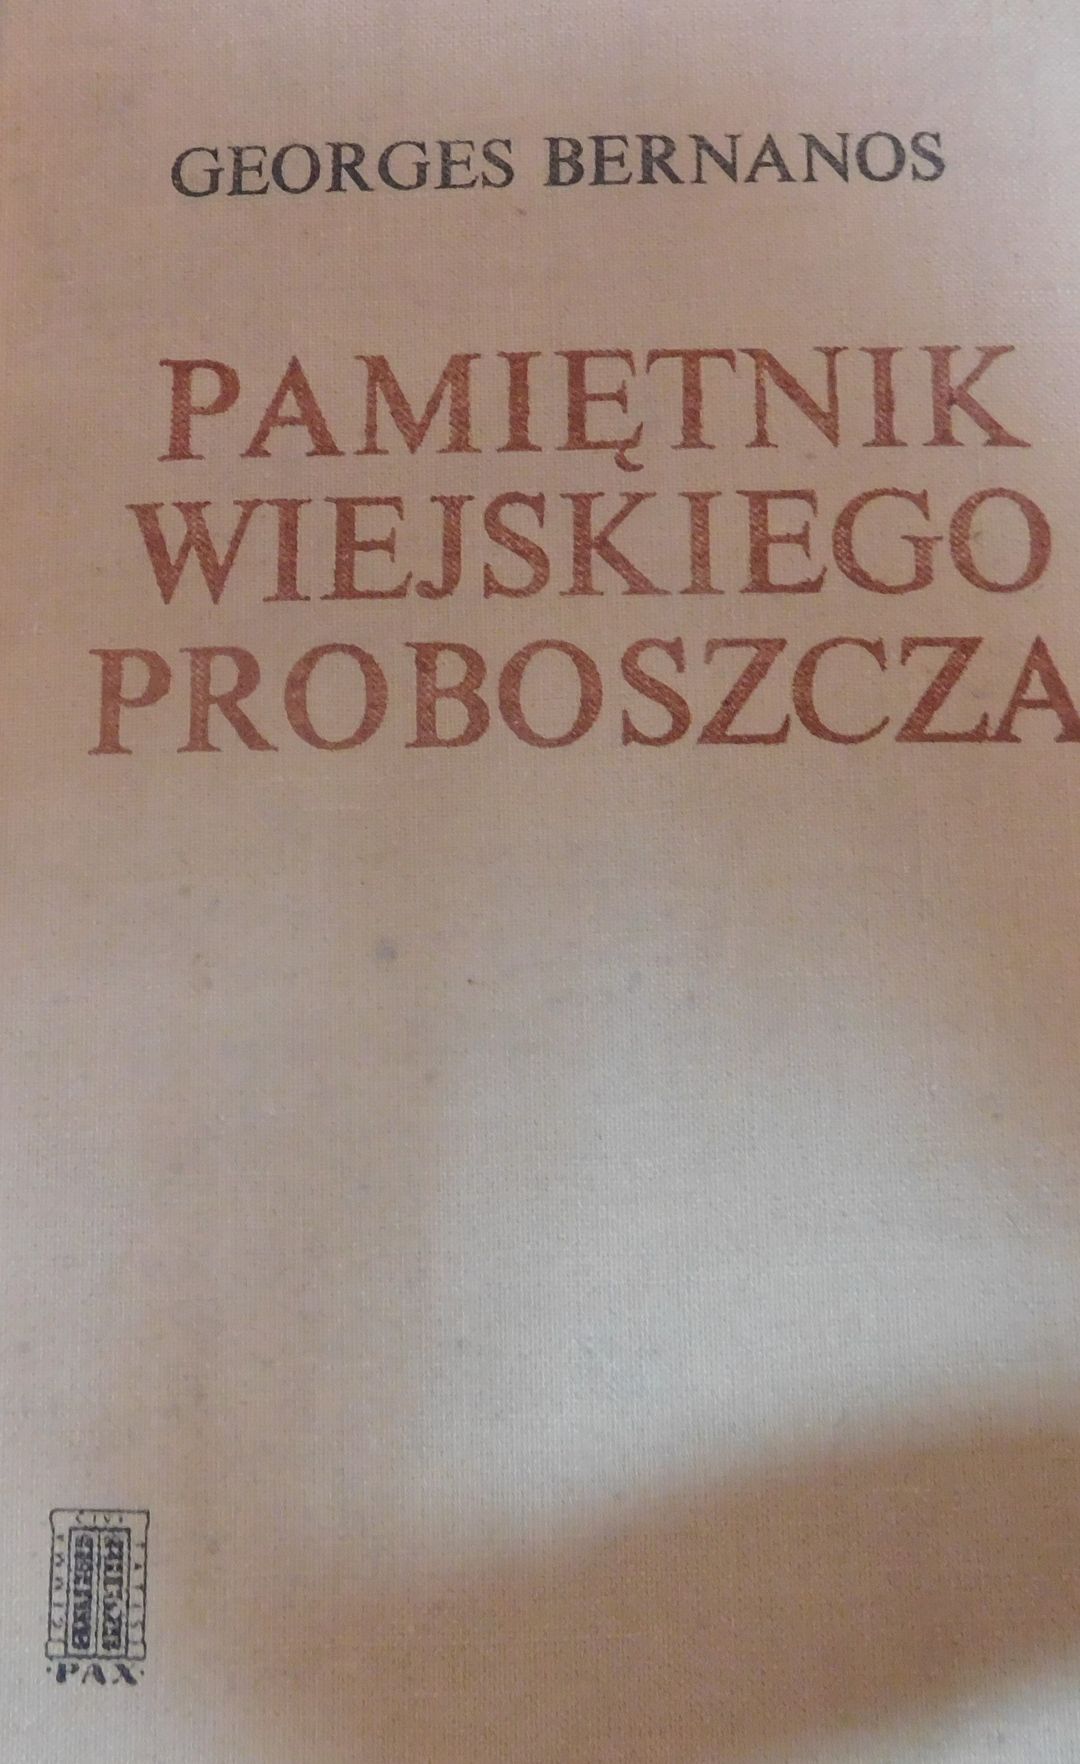 GEORGES BERNANOS
PAMIĘTNIK
WIEJSKIEGO
PROBOSZCZA
·PAX·